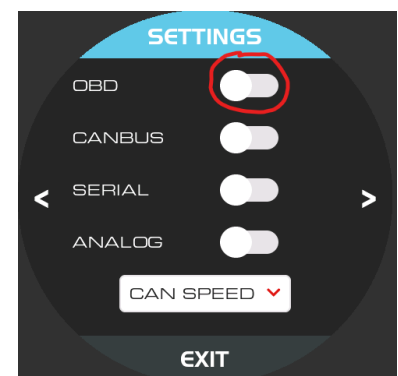 SETTINGS
OBD
CANBUS
< SERIAL >
ANALOG
CAN SPEED
EXIT